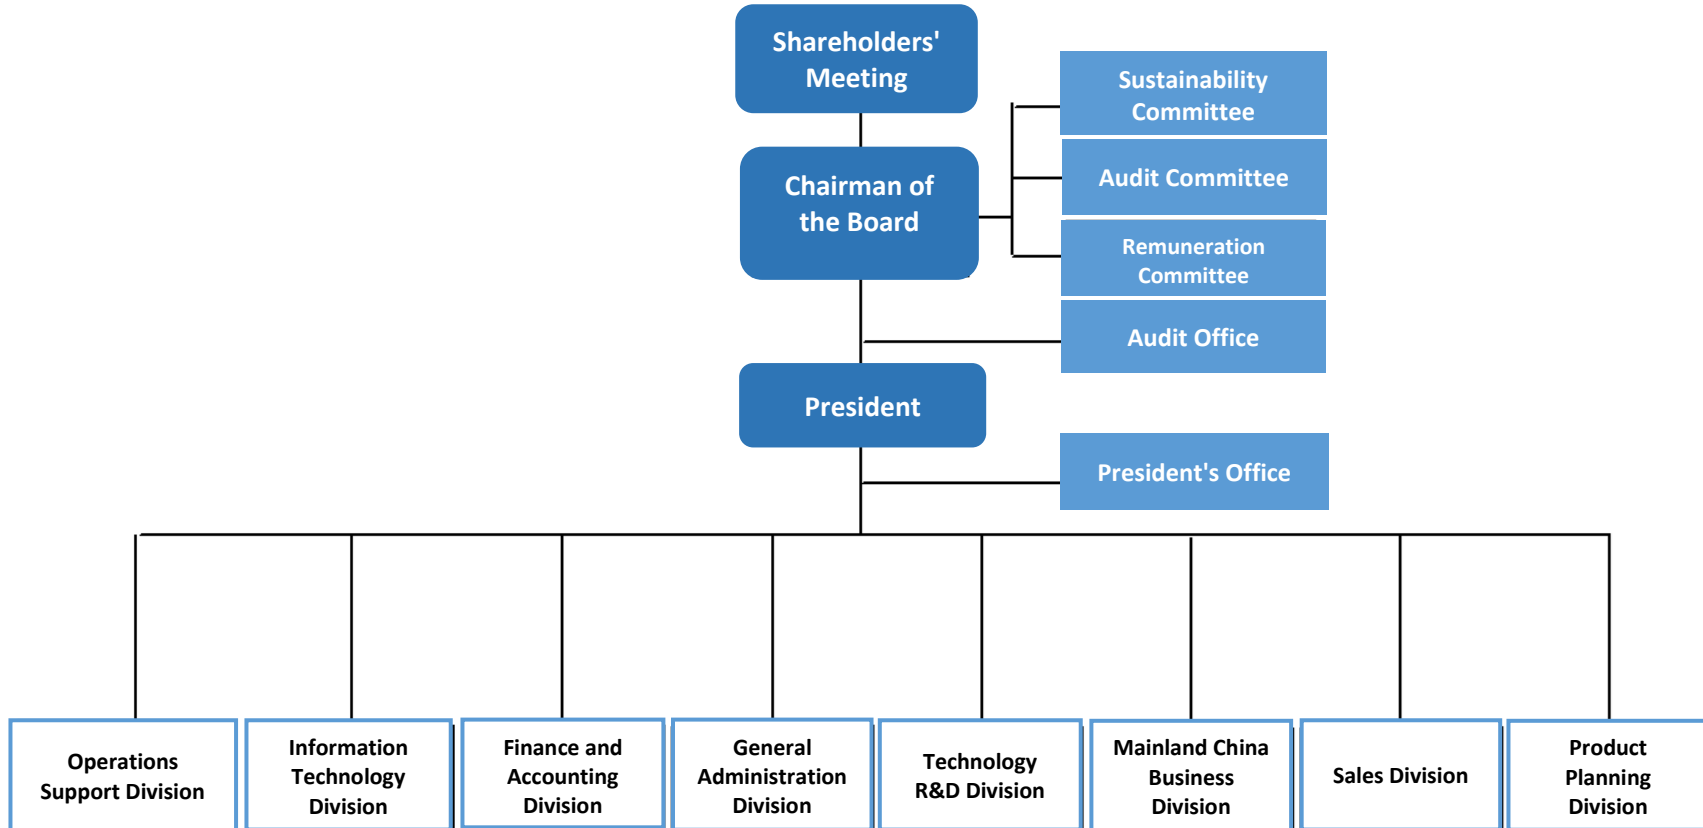 Shareholders'
Meeting
Sustainability
Committee
Chairman of
the Board
Audit Committee
Remuneration
Committee
Audit Office
President
President's Office
Operations
Support Division
Information
Technology
Division
Finance and
Accounting
Division
General
Administration
Division
Technology
R&D Division
Mainland China
Business
Division
Sales Division
Product
Planning
Division